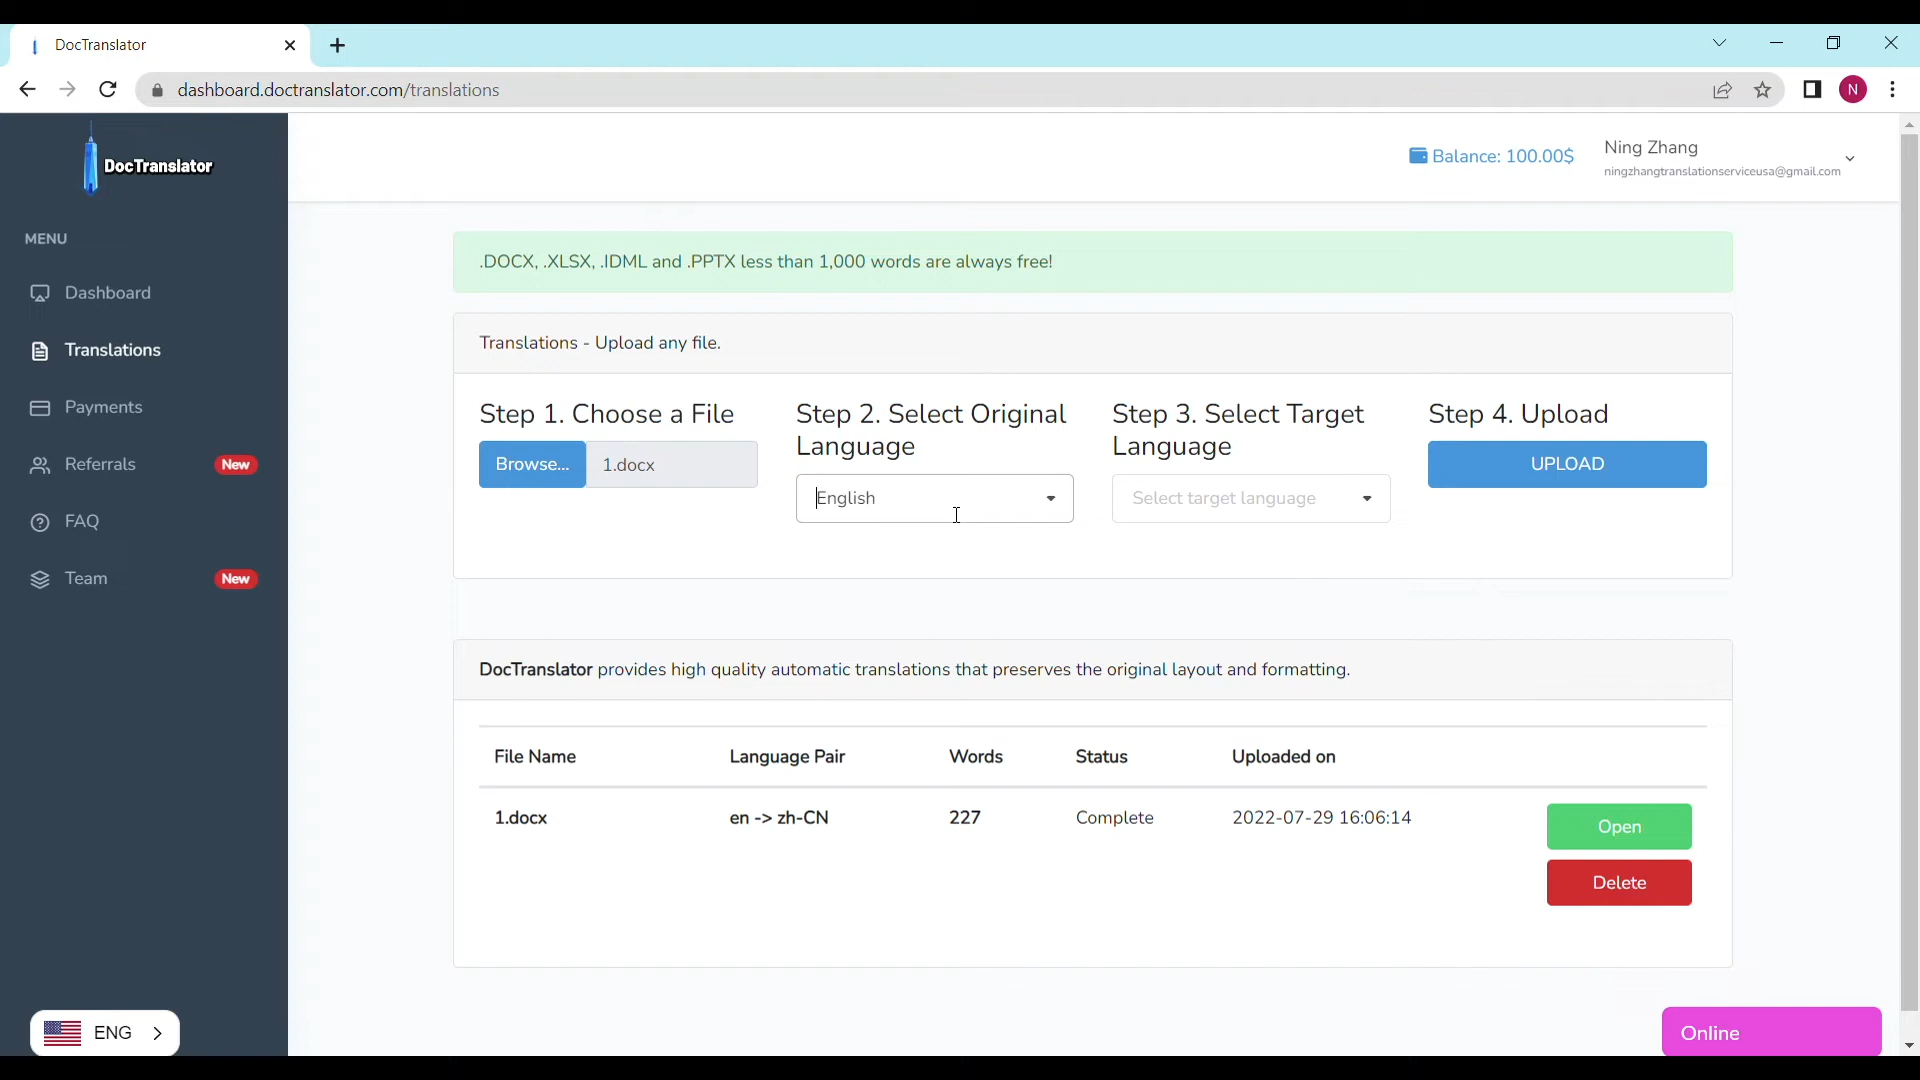 DocTranslator
dashboard.doctranslator.com/translations
N
DocTranslator
Balance: 100.00$
Ning Zhang
ningzhangtranslationserviceusa@gmail.com
MENU
Dashboard
Translations
Payments
Referrals New
FAQ
Team New
.DOCX, .XLSX, .IDML and .PPTX less than 1,000 words are always free!
Translations - Upload any file.
Step 1. Choose a File
Browse... 1.docx
Step 2. Select Original
Language
English
Step 3. Select Target
Language
Select target language
Step 4. Upload
UPLOAD
DocTranslator provides high quality automatic translations that preserves the original layout and formatting.
File Name Language Pair Words Status Uploaded on
1.docx en -> zh-CN 227 Complete 2022-07-29 16:06:14
Open
Delete
ENG
Online